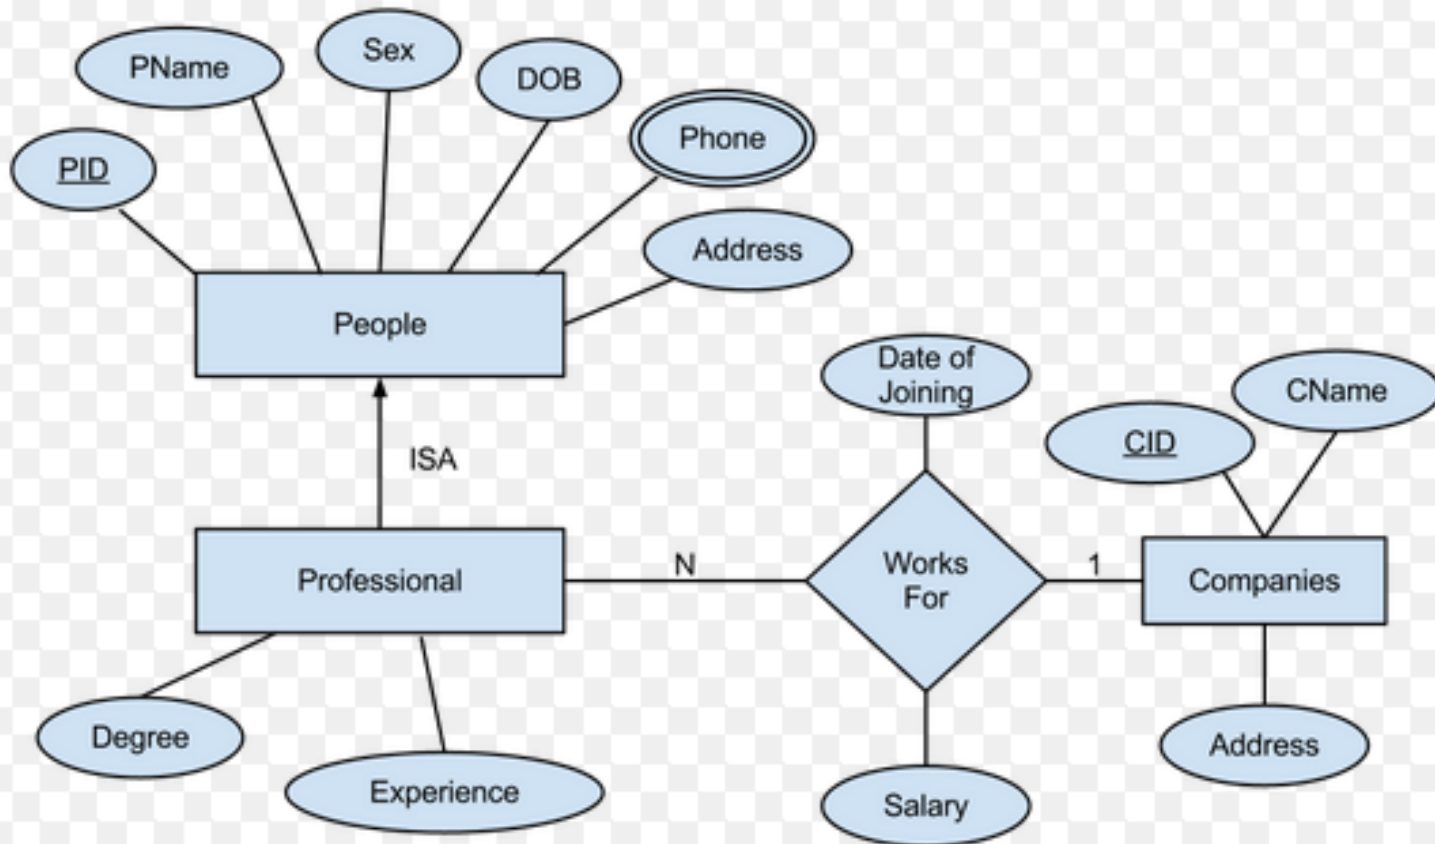 PName
Sex
DOB
Phone
PID
Address
People
Date of
Joining
CName
CID
ISA
Professional
N
Works
For
1
Companies
Degree
Experience
Salary
Address